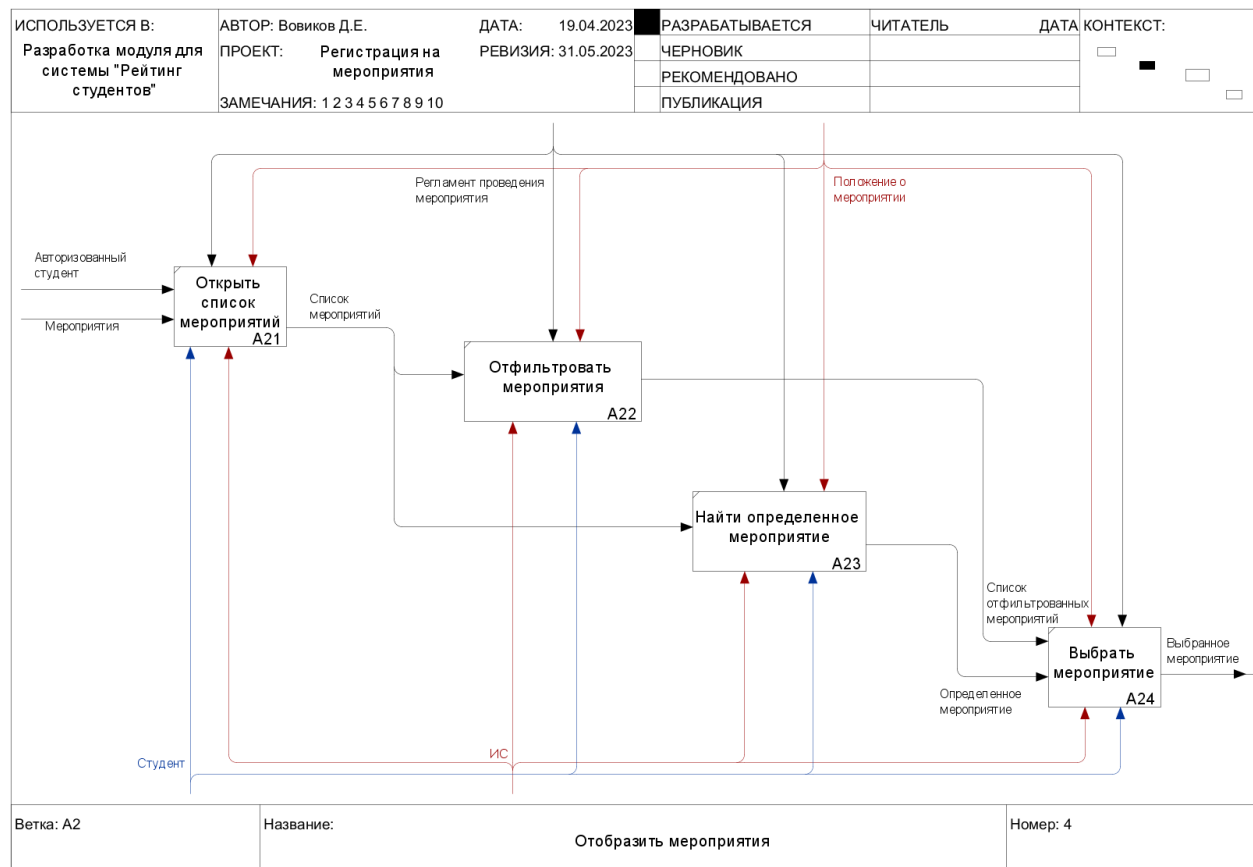 ИСПОЛЬЗУЕТСЯ В:
Разработка модуля для
системы "Рейтинг
студентов"
АВТОР: Вовиков Д.Е.
ДАТА: 19.04.2023
ПРОЕКТ: Регистрация на
мероприятия
РЕВИЗИЯ: 31.05.2023
ЗАМЕЧАНИЯ: 1 2 3 4 5 6 7 8 9 10
РАЗРАБАТЫВАЕТСЯ
ЧЕРНОВИК
РЕКОМЕНДОВАНО
ПУБЛИКАЦИЯ
ЧИТАТЕЛЬ
ДАТА
КОНТЕКСТ:
Регламент проведения
мероприятия
Положение о
мероприятии
Авторизованный
студент
Мероприятия
Открыть
список
мероприятий
A21
Список
мероприятий
Отфильтровать
мероприятия
A22
Найти определенное
мероприятие
A23
Список
отфильтрованных
мероприятий
Определенное
мероприятие
Выбрать
мероприятие
A24
Выбранное
мероприятие
Студент
ИС
Ветка: A2
Название:
Отобразить мероприятия
Номер: 4